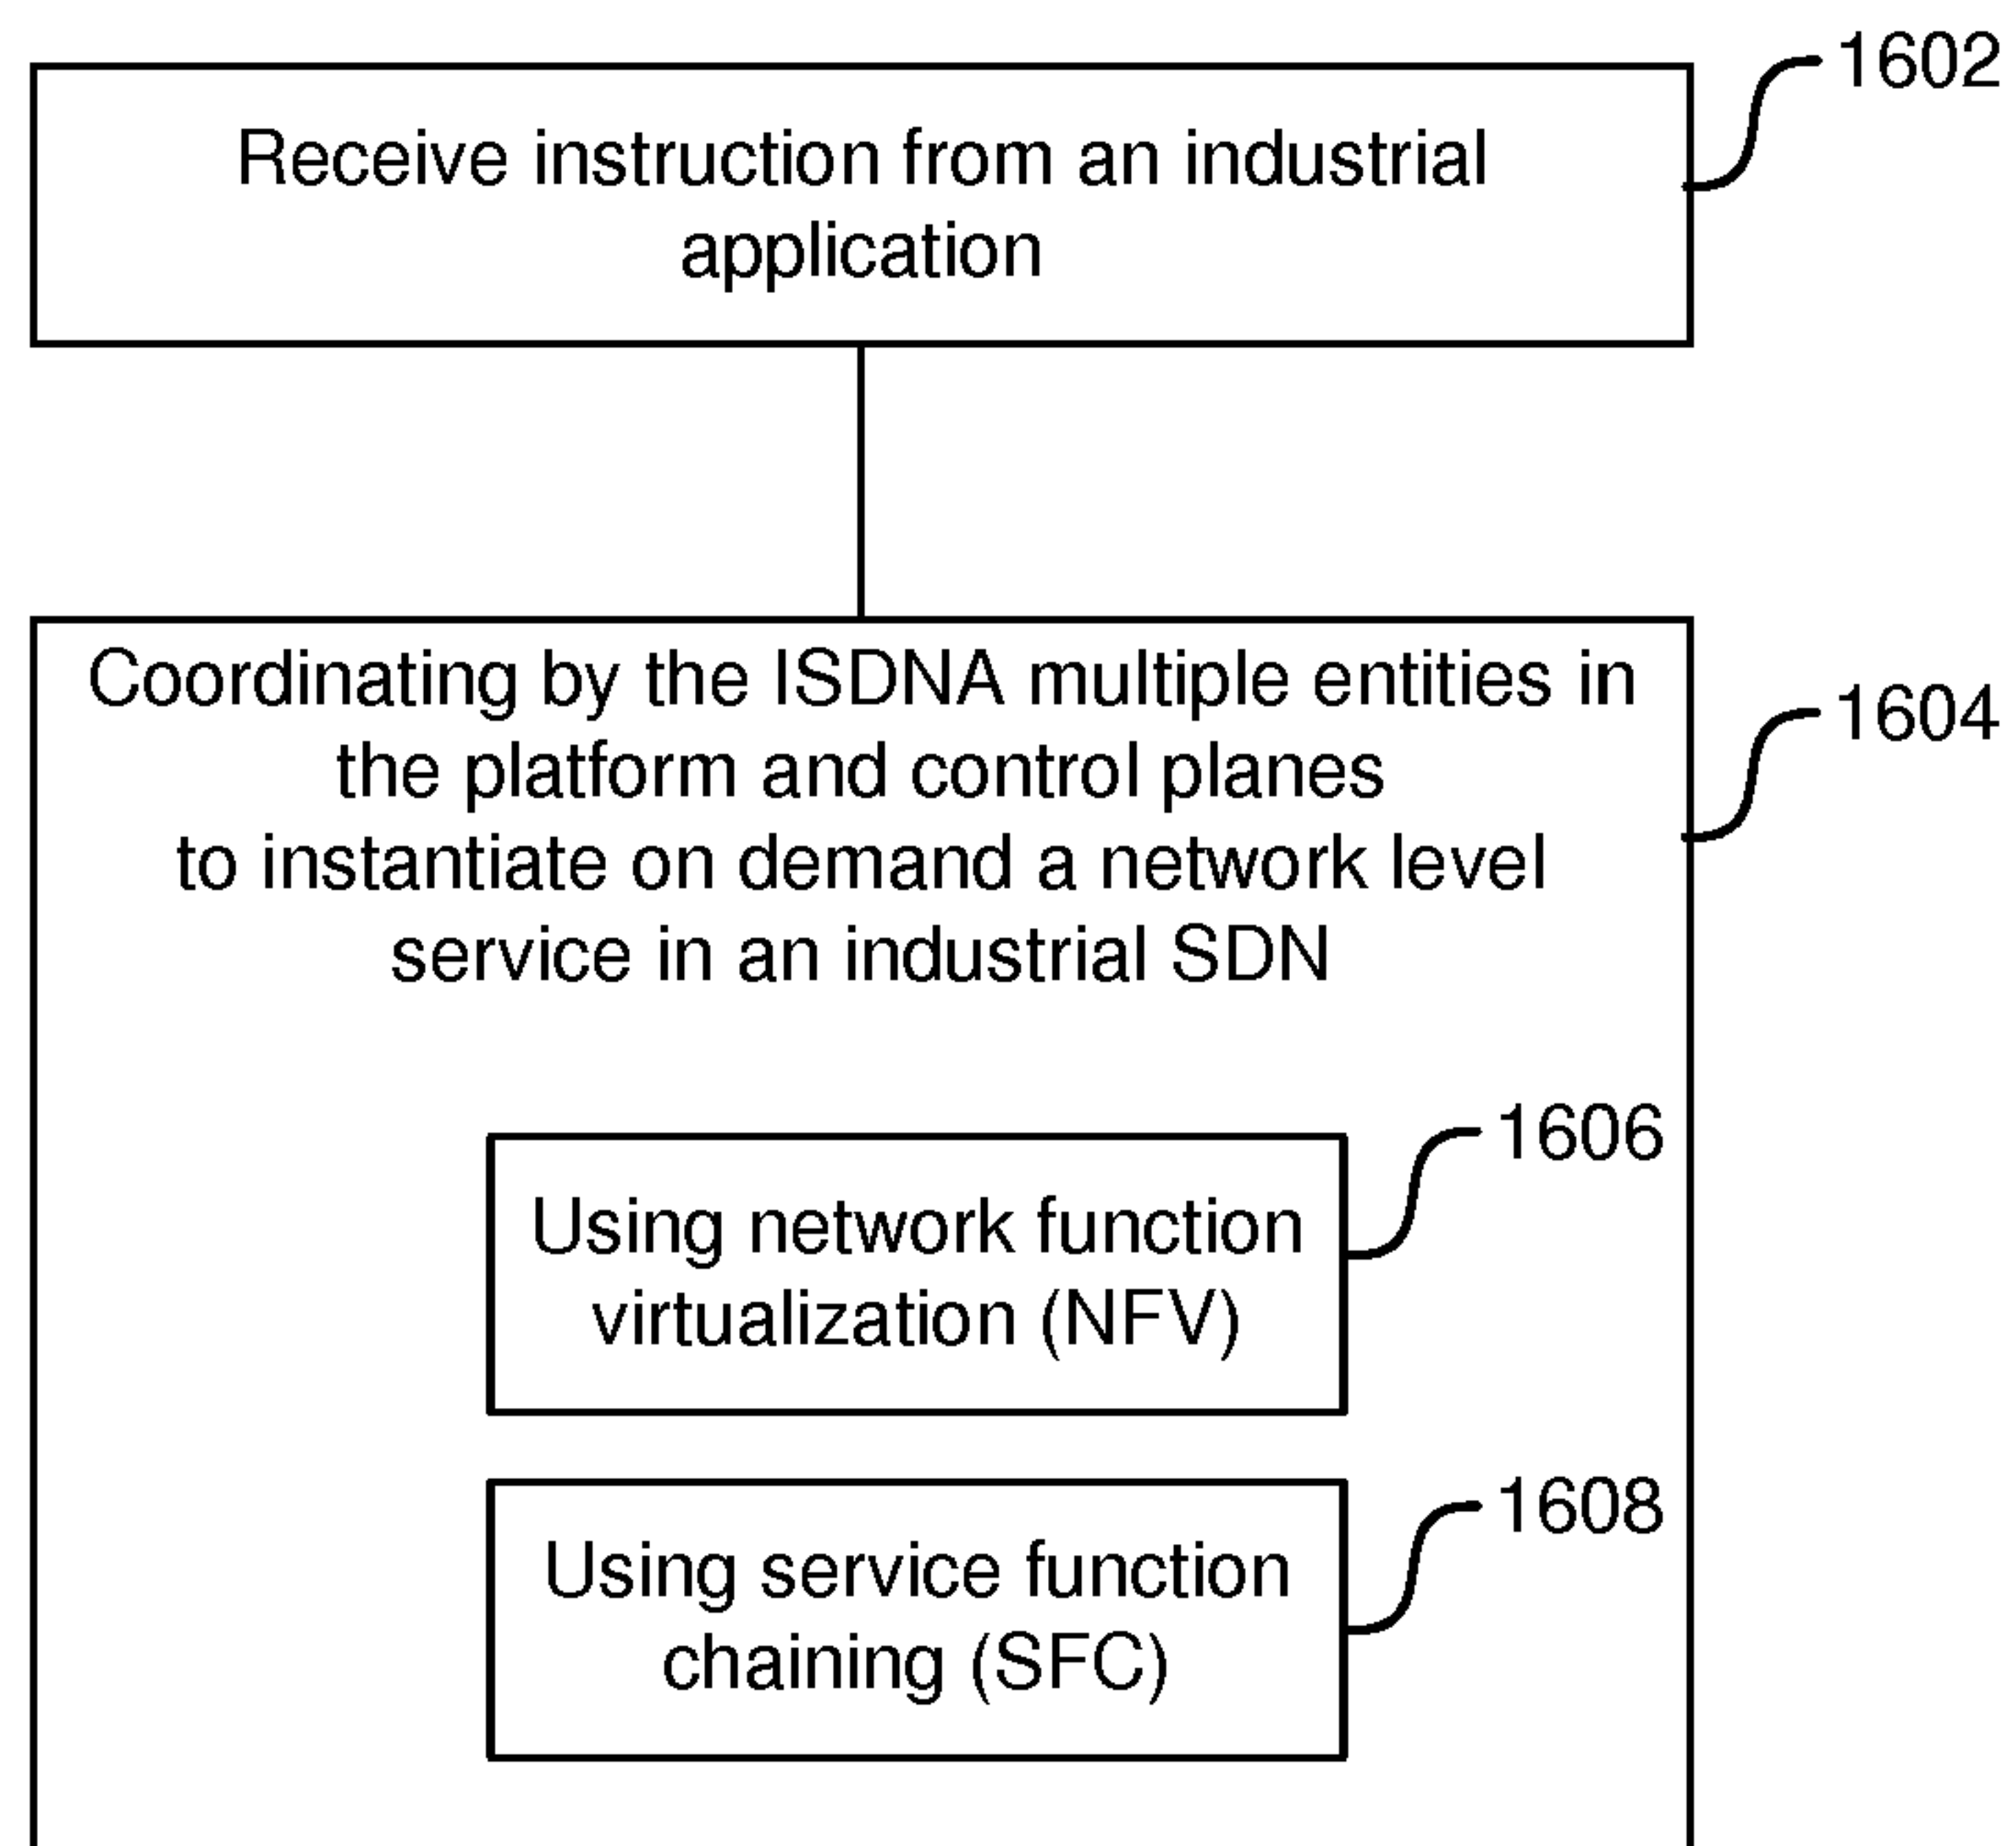 1602
Receive instruction from an industrial
application
Coordinating by the ISDNA multiple entities in
the platform and control planes
to instantiate on demand a network level
service in an industrial SDN
1604
1606
Using network function
virtualization (NFV)
1608
Using service function
chaining (SFC)